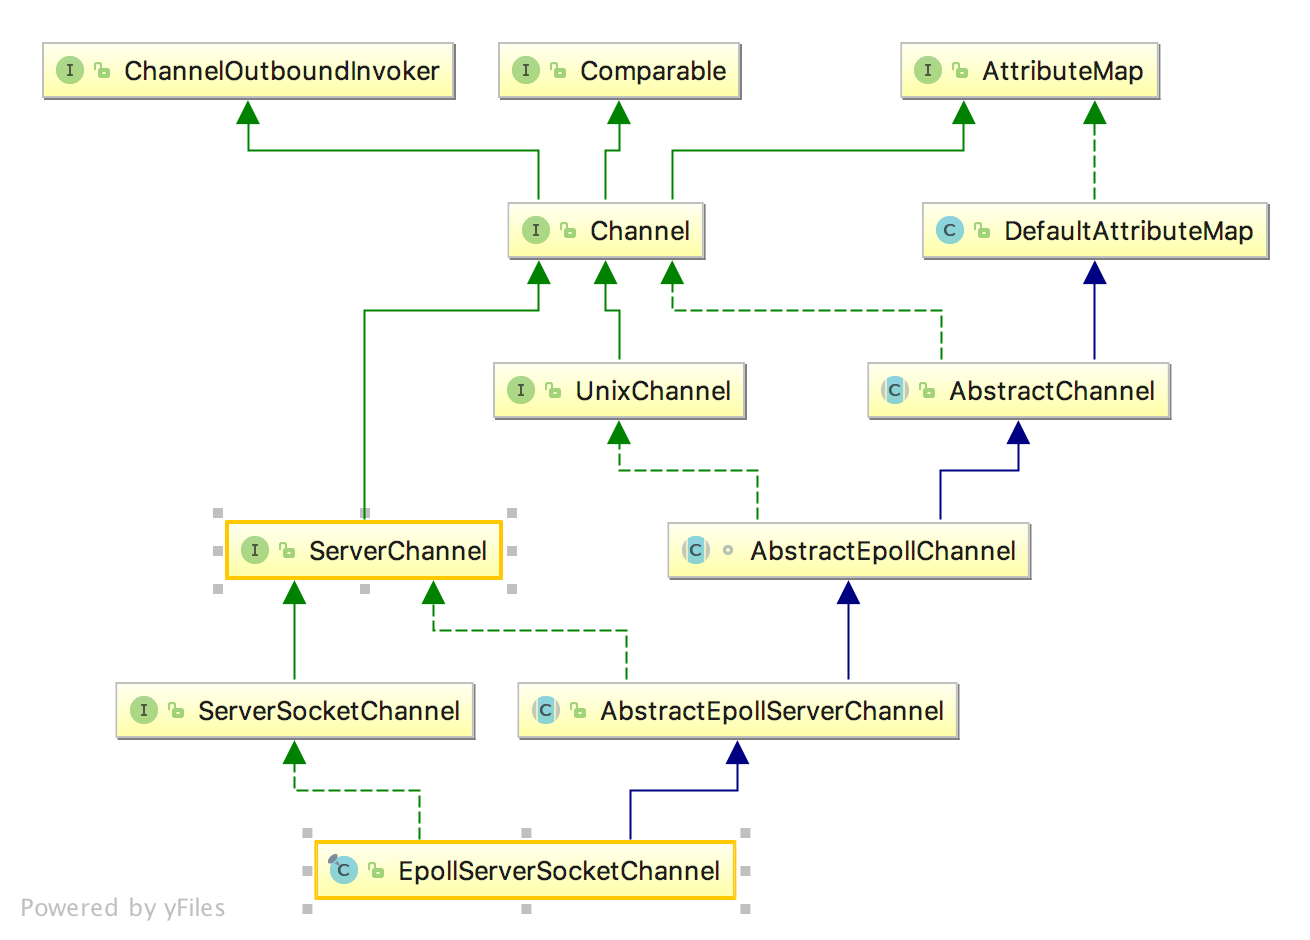 ChannelOutboundInvoker
Comparable
AttributeMap
Channel
DefaultAttributeMap
UnixChannel
AbstractChannel
ServerChannel
AbstractEpollChannel
ServerSocketChannel
AbstractEpollServerChannel
EpollServerSocketChannel
Powered by yFiles